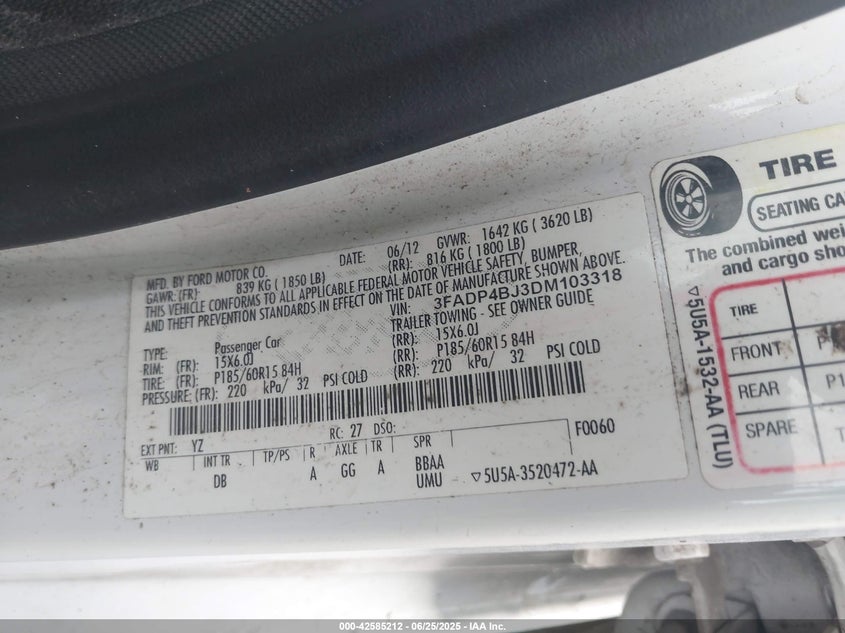 MFD. BY FORD MOTOR CO.
DATE: 06/12 GVWR: 1642 KG ( 3620 LB)
GAWR: (FR): 839 KG ( 1850 LB) (RR): 816 KG ( 1800 LB)
THIS VEHICLE CONFORMS TO ALL APPLICABLE FEDERAL MOTOR VEHICLE SAFETY, BUMPER,
AND THEFT PREVENTION STANDARDS IN EFFECT ON THE DATE OF MANUFACTURE SHOWN ABOVE.
VIN: 3FADP4BJ3DM103318
TYPE: Passenger Car TRAILER TOWING - SEE OWNER GUIDE
RIM: (FR): 15X6.0J (RR): 15X6.0J
TIRE: (FR): P185/60R15 84H (RR): P185/60R15 84H
PRESSURE: (FR): 220 kPa/ 32 PSI COLD (RR): 220 kPa/ 32 PSI COLD
EXT PNT: YZ RC: 27 DSO: F0060
WB INT TR TP/PS R AXLE TR SPR
DB A GG A BBAA
UMU ▽5U5A-3520472-AA
TIRE
SEATING CA
The combined wei
and cargo sho
▽5U5A-1532-AA (TLU)
TIRE
FRONT P
REAR P1
SPARE T
000-42585212 - 06/25/2025 - IAA Inc.